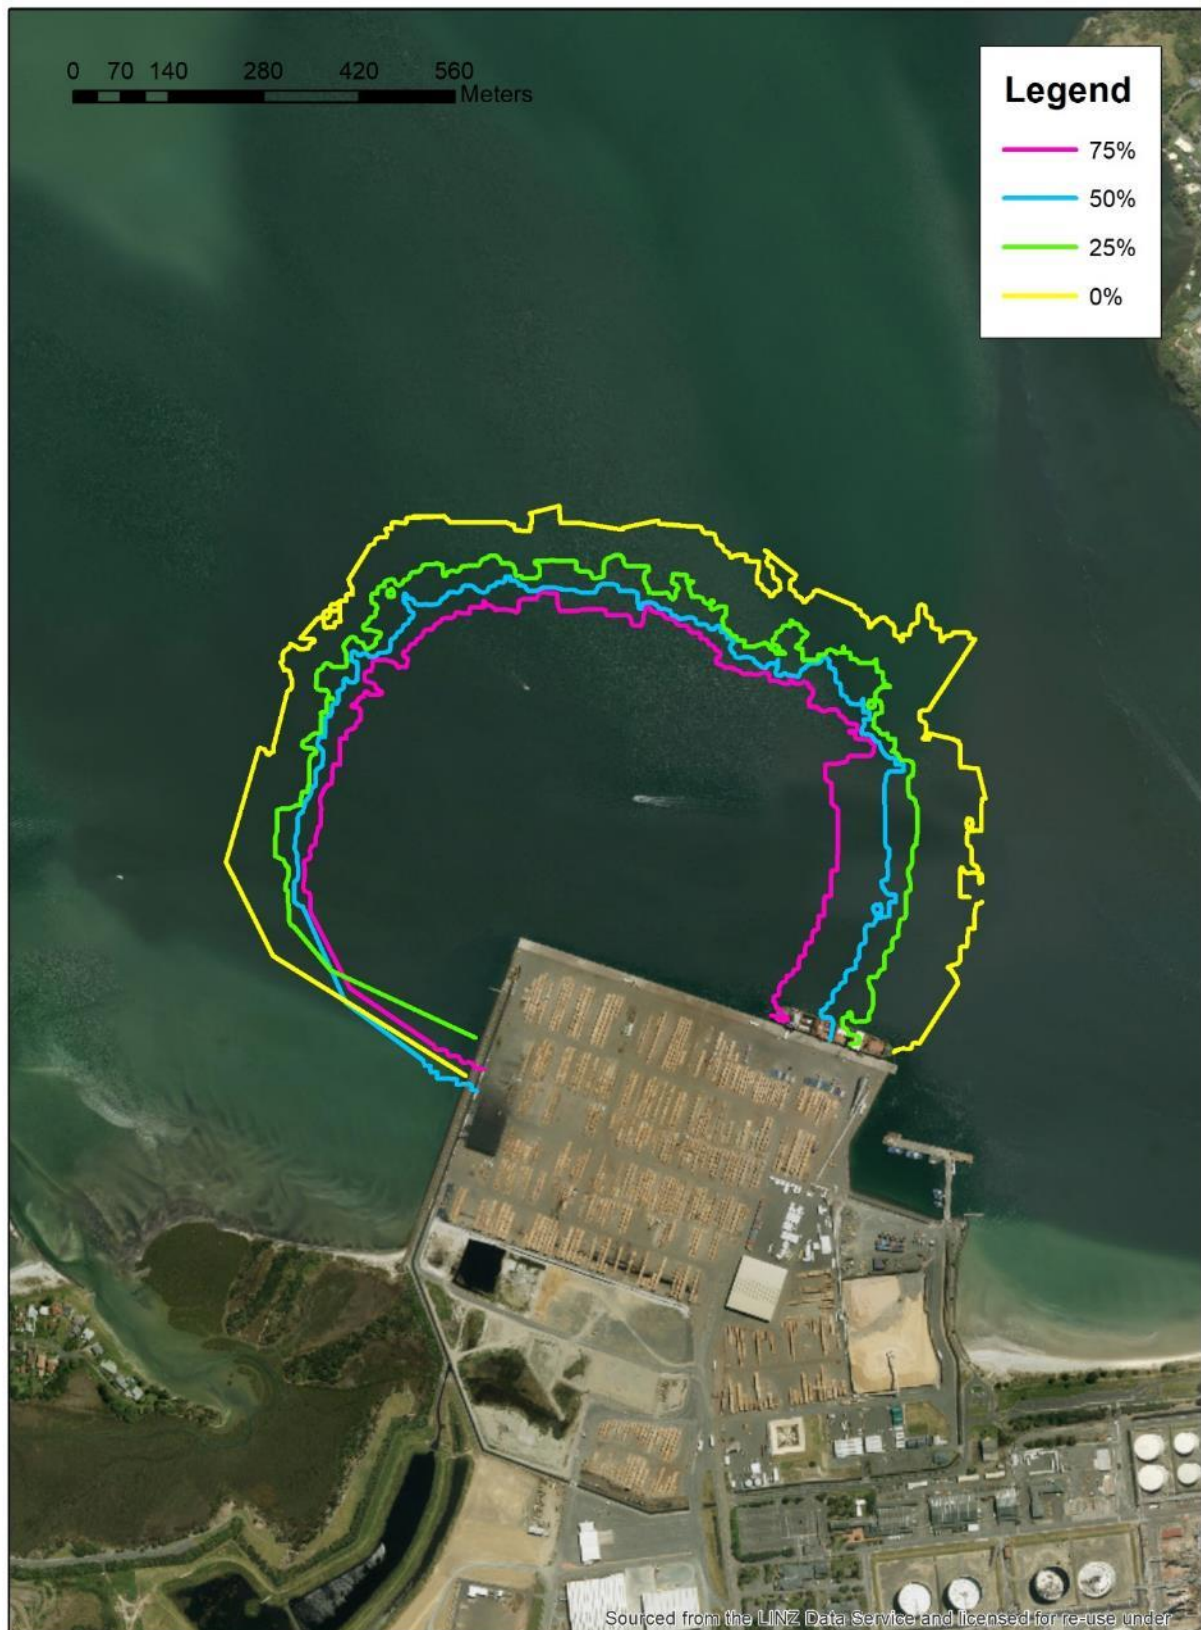 0 70 140 280 420 560
Meters
Legend
75%
50%
25%
0%
Sourced from the LINZ Data Service and licensed for re-use under